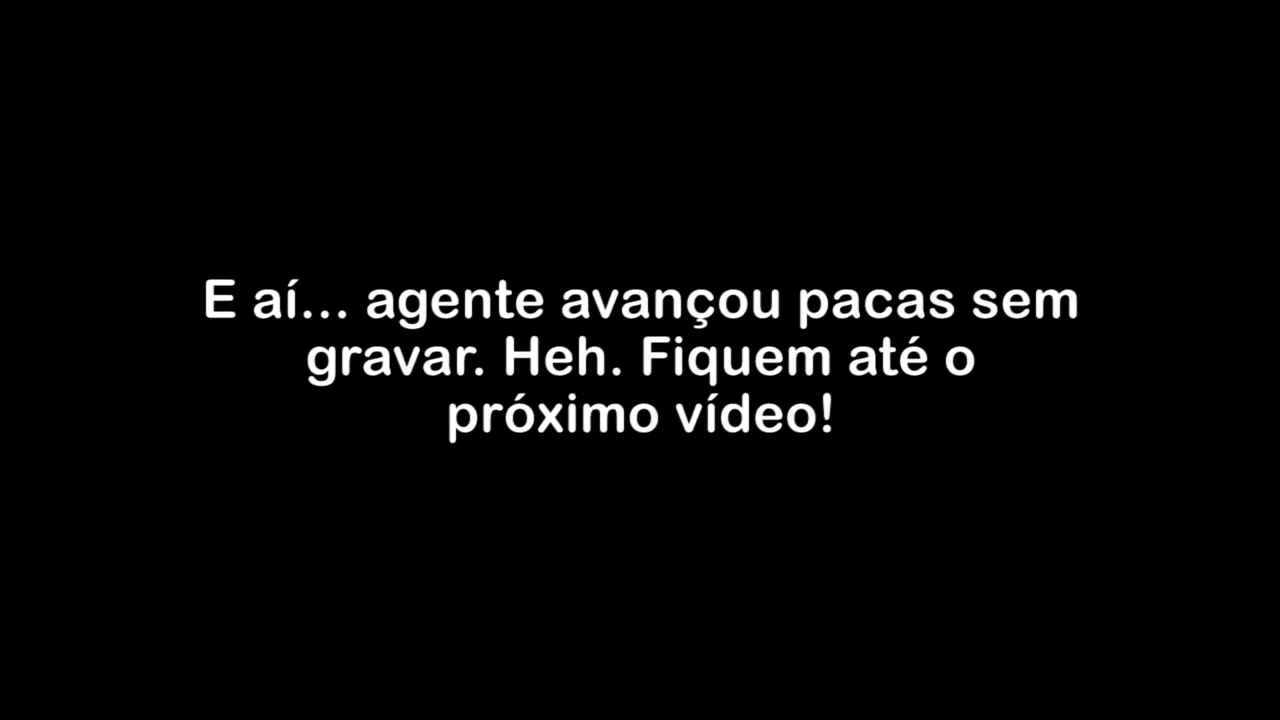 E aí... agente avançou pacas sem
gravar. Heh. Fiquem até o
próximo vídeo!